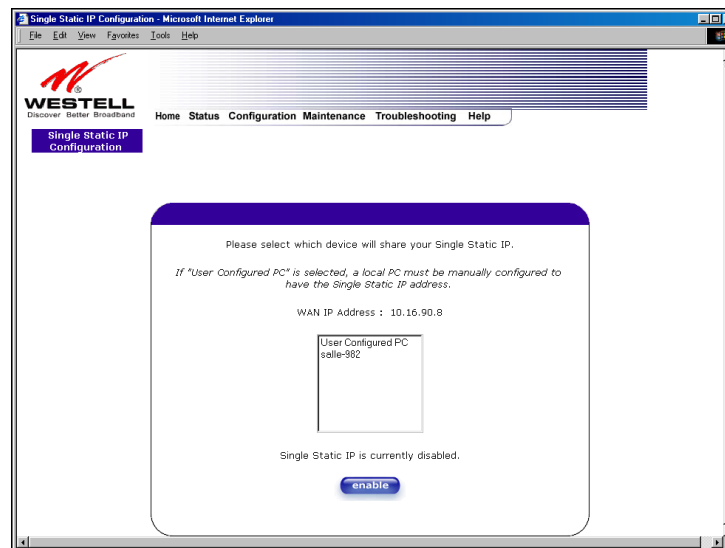 Single Static IP Configuration - Microsoft Internet Explorer
File Edit View Favorites Tools Help
WESTELL
Discover Better Broadband
Home Status Configuration Maintenance Troubleshooting Help
Single Static IP
Configuration
Please select which device will share your Single Static IP.
If "User Configured PC" is selected, a local PC must be manually configured to
have the Single Static IP address.
WAN IP Address : 10.16.90.8
User Configured PC
salle-982
Single Static IP is currently disabled.
enable